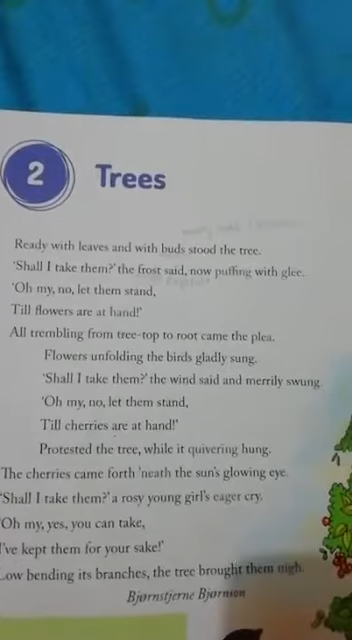 2 Trees
Ready with leaves and with buds stood the tree.
'Shall I take them?' the frost said, now puffing with glee.
'Oh my, no, let them stand,
Till flowers are at hand!'
All trembling from tree-top to root came the plea.
Flowers unfolding the birds gladly sung.
'Shall I take them?' the wind said and merrily swung.
'Oh my, no, let them stand,
Till cherries are at hand!'
Protested the tree, while it quivering hung.
The cherries came forth 'neath the sun's glowing eye.
'Shall I take them?' a rosy young girl's eager cry.
'Oh my, yes, you can take,
I've kept them for your sake!'
Low bending its branches, the tree brought them nigh.
Bjørnstjerne Bjørnson